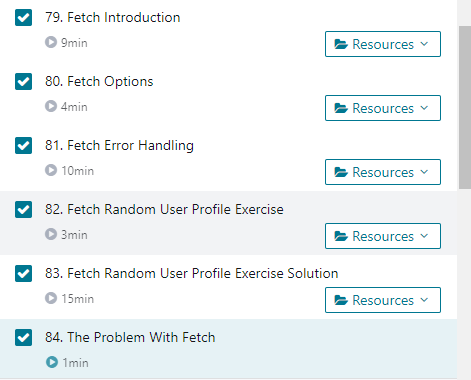 79. Fetch Introduction
9min
Resources
80. Fetch Options
4min
Resources
81. Fetch Error Handling
10min
Resources
82. Fetch Random User Profile Exercise
3min
Resources
83. Fetch Random User Profile Exercise Solution
15min
Resources
84. The Problem With Fetch
1min